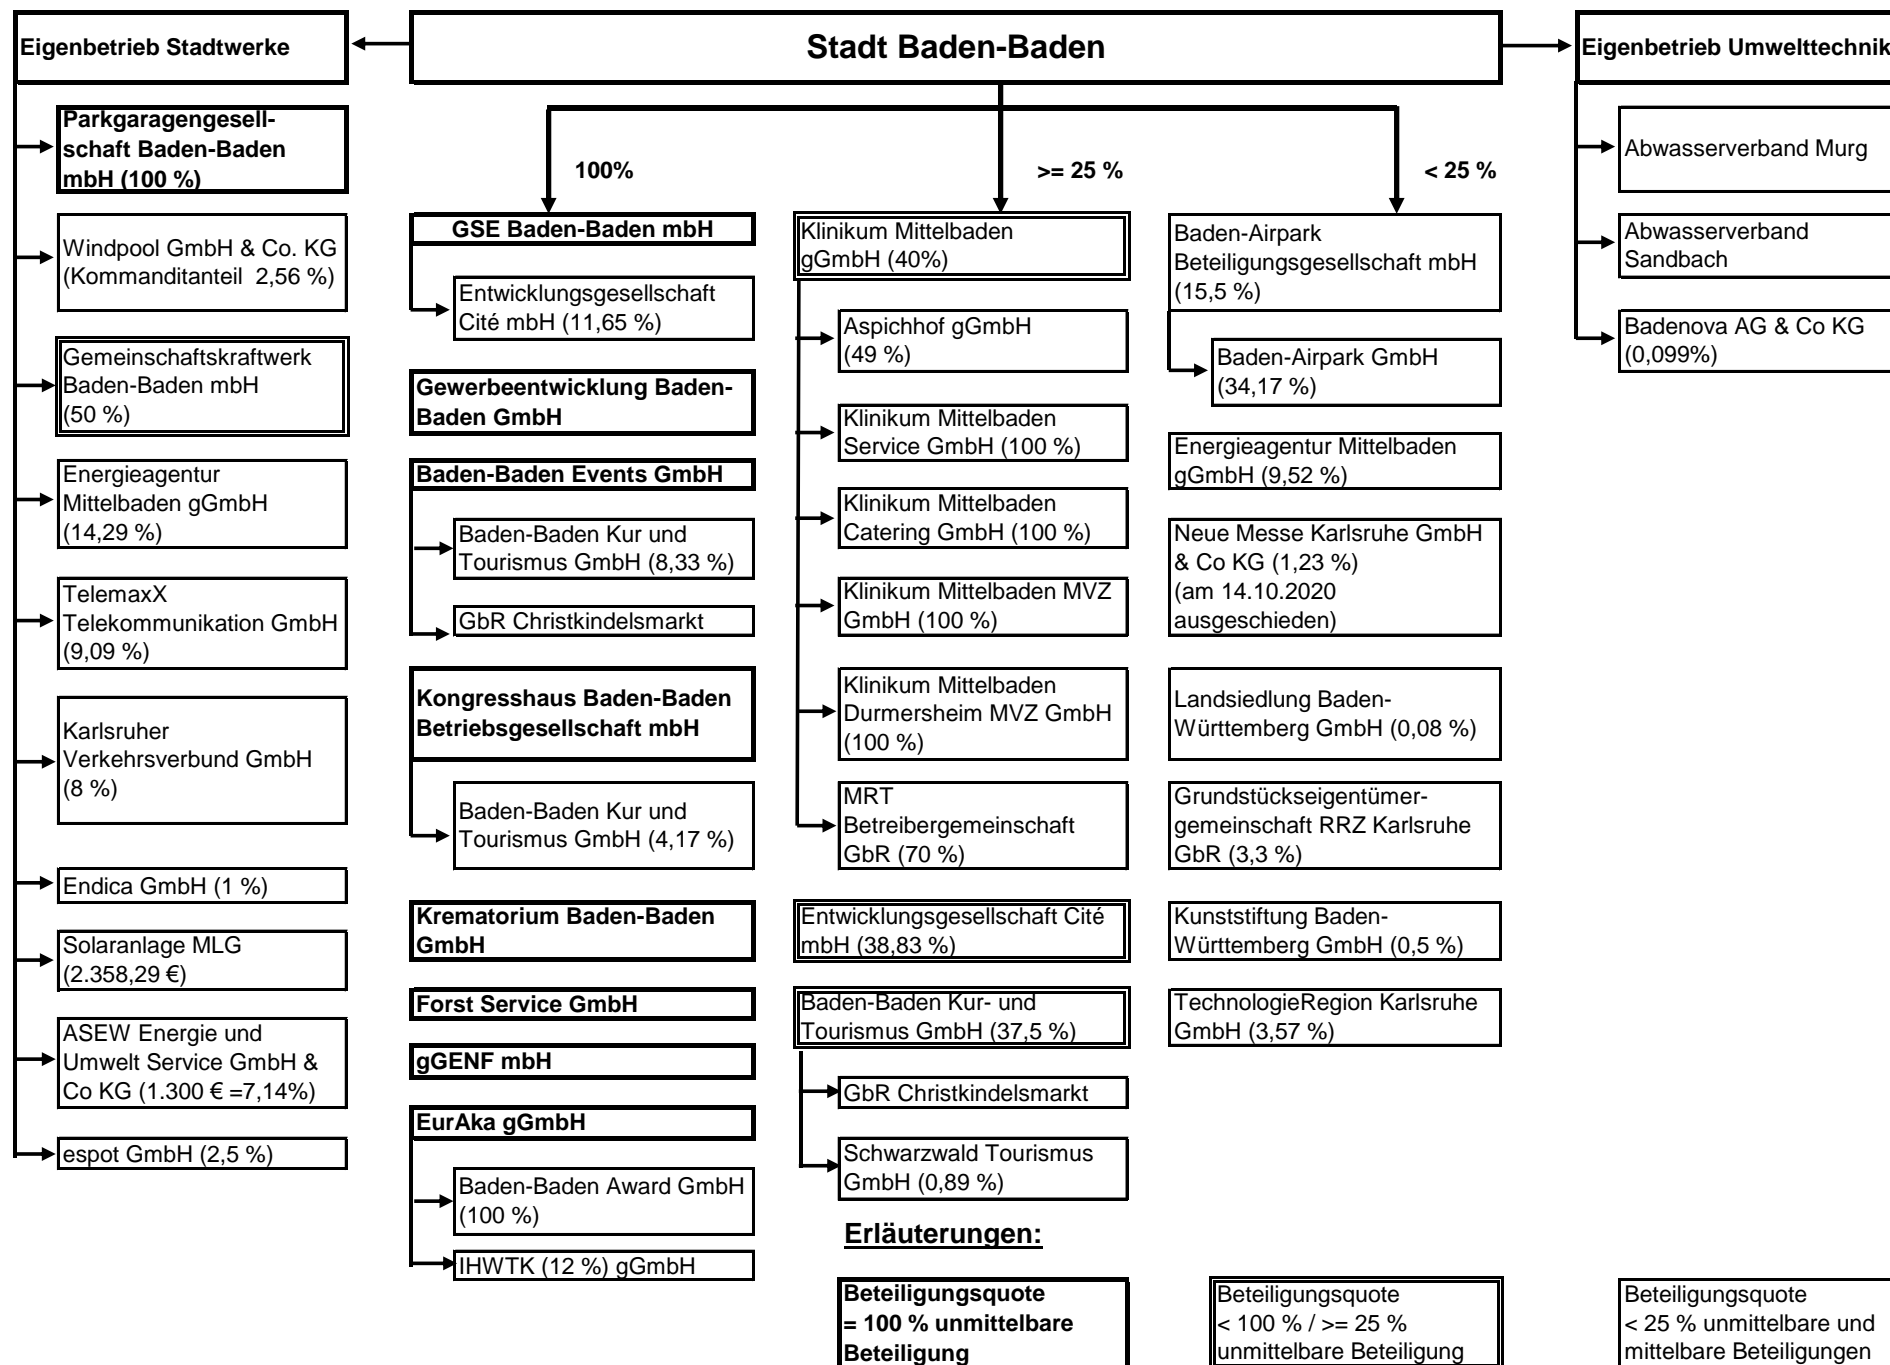 Eigenbetrieb Stadtwerke
Stadt Baden-Baden
Eigenbetrieb Umwelttechnik
Parkgaragengesell-
schaft Baden-Baden
mbH (100 %)
Windpool GmbH & Co. KG
(Kommanditanteil 2,56 %)
Gemeinschaftskraftwerk
Baden-Baden mbH
(50 %)
Energieagentur
Mittelbaden gGmbH
(14,29 %)
TelemaxX
Telekommunikation GmbH
(9,09 %)
Karlsruher
Verkehrsverbund GmbH
(8 %)
Endica GmbH (1 %)
Solaranlage MLG
(2.358,29 €)
ASEW Energie und
Umwelt Service GmbH &
Co KG (1.300 € =7,14%)
espot GmbH (2,5 %)
100%
GSE Baden-Baden mbH
Entwicklungsgesellschaft
Cité mbH (11,65 %)
Gewerbeentwicklung Baden-
Baden GmbH
Baden-Baden Events GmbH
Baden-Baden Kur und
Tourismus GmbH (8,33 %)
GbR Christkindelsmarkt
Kongresshaus Baden-Baden
Betriebsgesellschaft mbH
Baden-Baden Kur und
Tourismus GmbH (4,17 %)
Krematorium Baden-Baden
GmbH
Forst Service GmbH
gGENF mbH
EurAka gGmbH
Baden-Baden Award GmbH
(100 %)
IHWTK (12 %) gGmbH
>= 25 %
Klinikum Mittelbaden
gGmbH (40%)
Aspichhof gGmbH
(49 %)
Klinikum Mittelbaden
Service GmbH (100 %)
Klinikum Mittelbaden
Catering GmbH (100 %)
Klinikum Mittelbaden MVZ
GmbH (100 %)
Klinikum Mittelbaden
Durmersheim MVZ GmbH
(100 %)
MRT
Betreibergemeinschaft
GbR (70 %)
Entwicklungsgesellschaft Cité
mbH (38,83 %)
Baden-Baden Kur- und
Tourismus GmbH (37,5 %)
GbR Christkindelsmarkt
Schwarzwald Tourismus
GmbH (0,89 %)
< 25 %
Baden-Airpark
Beteiligungsgesellschaft mbH
(15,5 %)
Baden-Airpark GmbH
(34,17 %)
Energieagentur Mittelbaden
gGmbH (9,52 %)
Neue Messe Karlsruhe GmbH
& Co KG (1,23 %)
(am 14.10.2020
ausgeschieden)
Landsiedlung Baden-
Württemberg GmbH (0,08 %)
Grundstückseigentümer-
gemeinschaft RRZ Karlsruhe
GbR (3,3 %)
Kunststiftung Baden-
Württemberg GmbH (0,5 %)
TechnologieRegion Karlsruhe
GmbH (3,57 %)
Abwasserverband Murg
Abwasserverband
Sandbach
Badenova AG & Co KG
(0,099%)
Erläuterungen:
Beteiligungsquote
= 100 % unmittelbare
Beteiligung
Beteiligungsquote
< 100 % / >= 25 %
unmittelbare Beteiligung
Beteiligungsquote
< 25 % unmittelbare und
mittelbare Beteiligungen